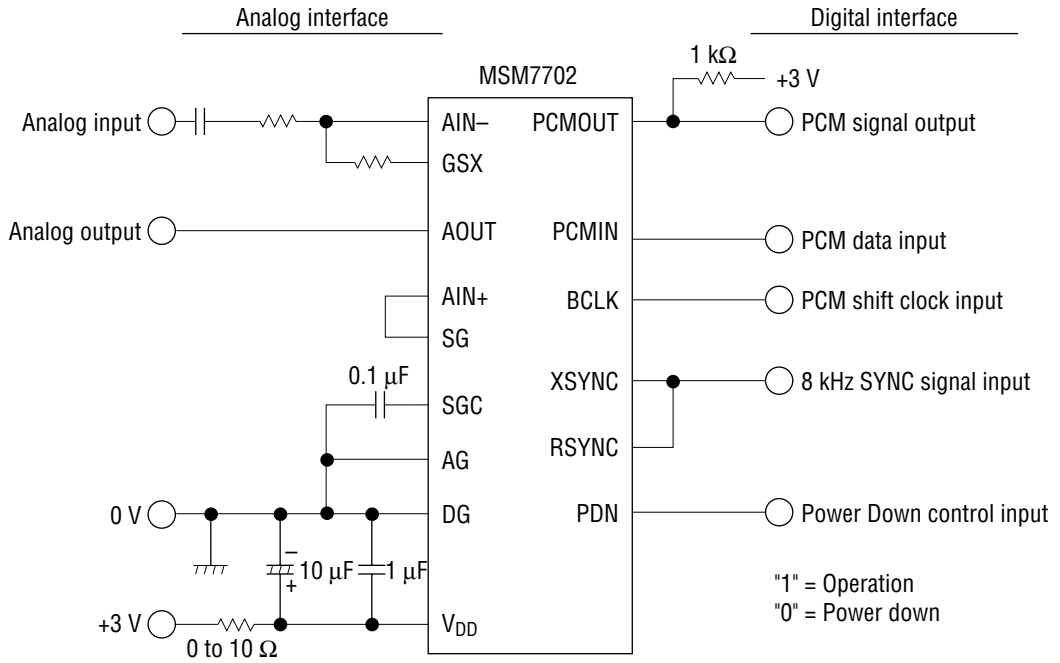 Analog interface
Digital interface
MSM7702
1 kΩ
+3 V
Analog input
AIN–
PCMOUT
PCM signal output
GSX
Analog output
AOUT
PCMIN
PCM data input
AIN+
BCLK
PCM shift clock input
SG
0.1 μF
XSYNC
8 kHz SYNC signal input
SGC
RSYNC
AG
0 V
DG
PDN
Power Down control input
–
10 μF
1 μF
+
"1" = Operation
"0" = Power down
+3 V
VDD
0 to 10 Ω